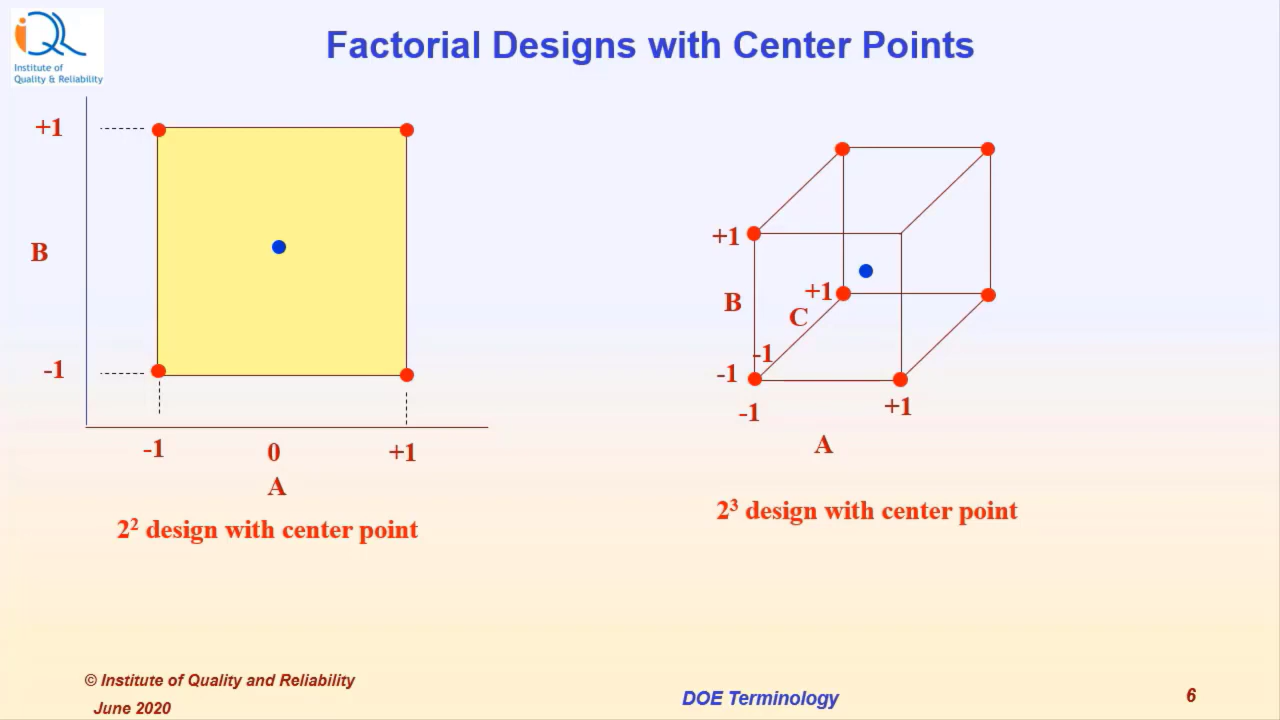 iQR
Institute of
Quality & Reliability
Factorial Designs with Center Points
+1
B
-1
-1
0
+1
A
2² design with center point
+1
B
+1
C
-1
-1
-1
+1
A
2³ design with center point
© Institute of Quality and Reliability
June 2020
DOE Terminology
6